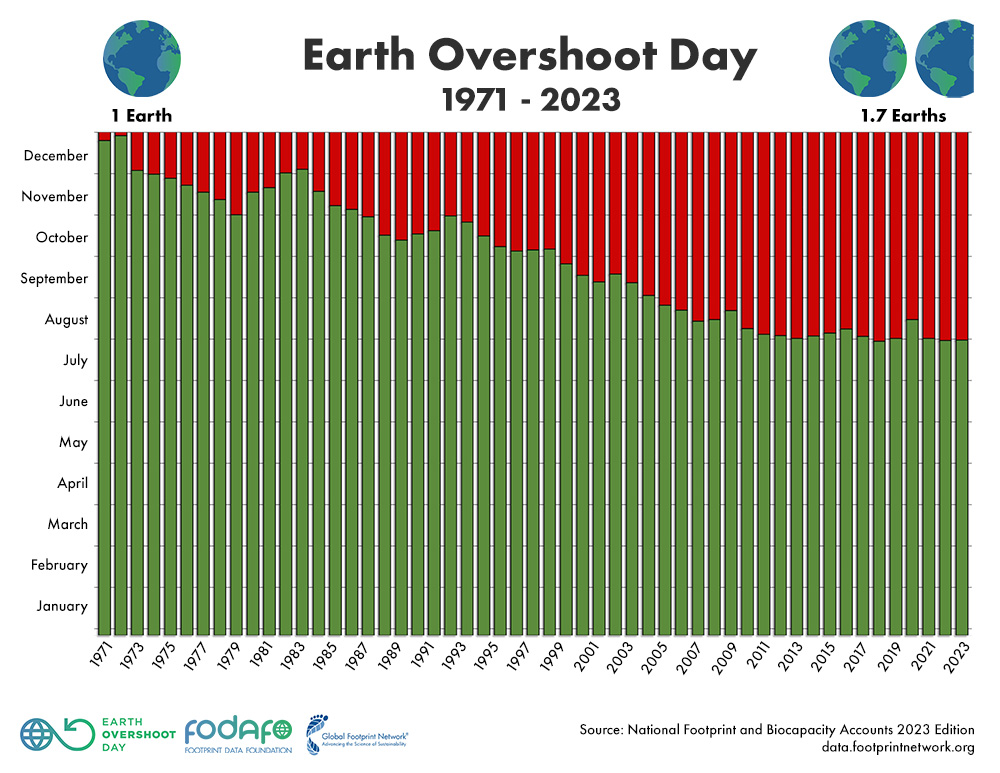 Earth Overshoot Day
1971 - 2023
1 Earth
1.7 Earths
December
November
October
September
August
July
June
May
April
March
February
January
1971
1973
1975
1977
1979
1981
1983
1985
1987
1989
1991
1993
1995
1997
1999
2001
2003
2005
2007
2009
2011
2013
2015
2017
2019
2021
2023
EARTH
OVERSHOOT
DAY
FODAFO
FOOTPRINT DATA FOUNDATION
Global Footprint Network®
Advancing the Science of Sustainability
Source: National Footprint and Biocapacity Accounts 2023 Edition
data.footprintnetwork.org